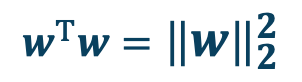 wᵀw = ||w||₂²